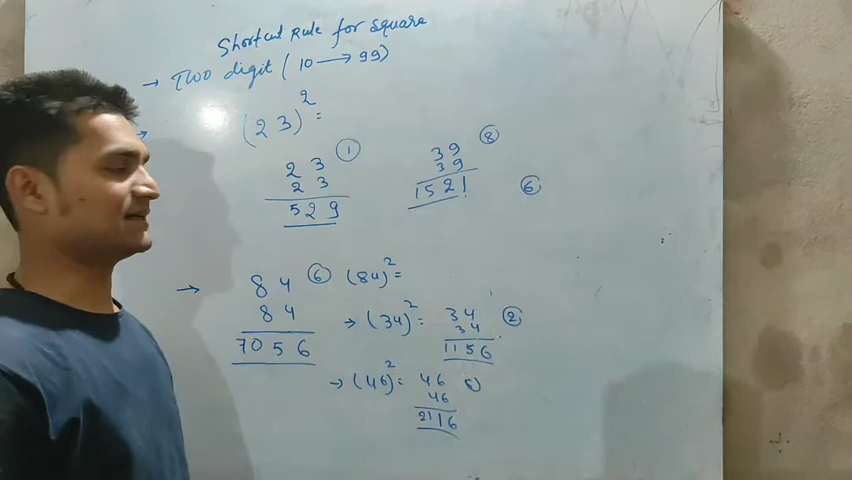 Shortcut Rule for square
→ Two digit ( 10 → 99)
(23)² =
23 ①
23
529
39 ⑧
39
1521
⑥
→ 84 ⑥ (84)² =
84
7056
→ (34)² = 34 ②
34
1156
→ (46)² = 46
46
2116